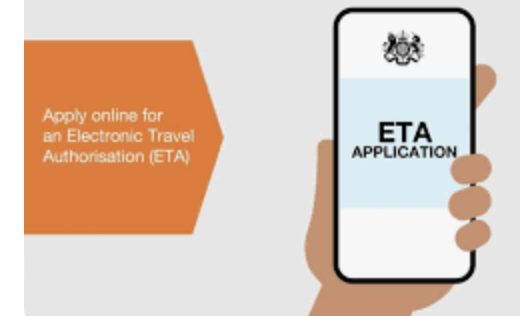 Apply online for
an Electronic Travel
Authorisation (ETA)
ETA
APPLICATION